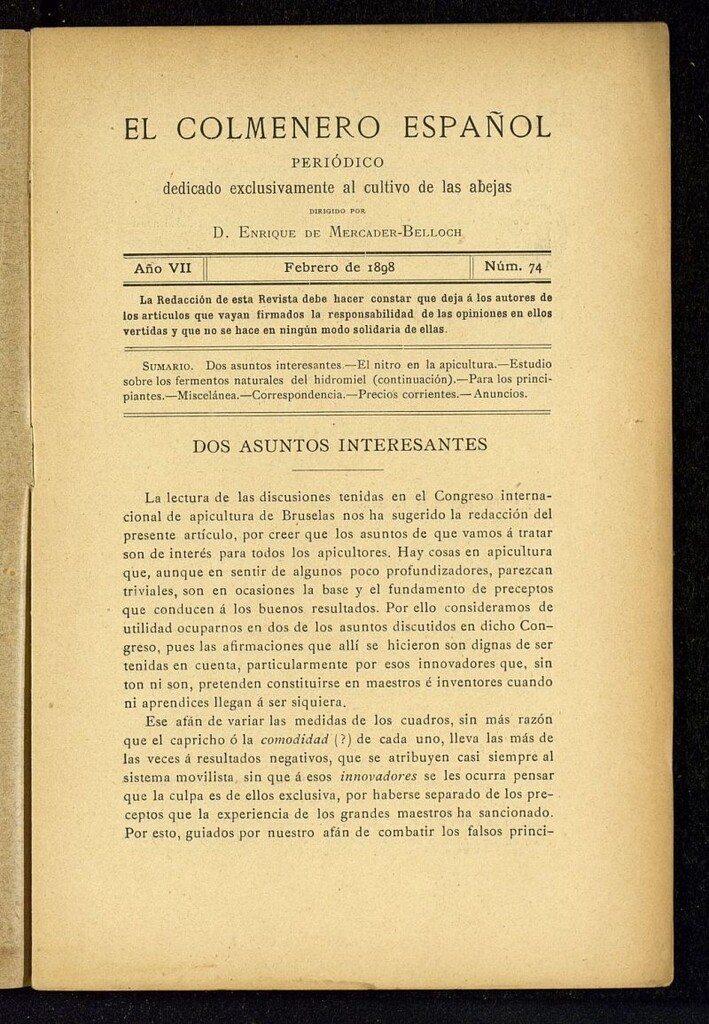 EL COLMENERO ESPAÑOL
PERIÓDICO
dedicado exclusivamente al cultivo de las abejas
DIRIGIDO POR
D. ENRIQUE DE MERCADER-BELLOCH
Año VII Febrero de 1898 Núm. 74
La Redacción de esta Revista debe hacer constar que deja á los autores de
los artículos que vayan firmados la responsabilidad de las opiniones en ellos
vertidas y que no se hace en ningún modo solidaria de ellas.
SUMARIO. Dos asuntos interesantes.—El nitro en la apicultura.—Estudio
sobre los fermentos naturales del hidromiel (continuación).—Para los princi-
piantes.—Miscelánea.—Correspondencia.—Precios corrientes.—Anuncios.
DOS ASUNTOS INTERESANTES
La lectura de las discusiones tenidas en el Congreso interna-
cional de apicultura de Bruselas nos ha sugerido la redacción del
presente artículo, por creer que los asuntos de que vamos á tratar
son de interés para todos los apicultores. Hay cosas en apicultura
que, aunque en sentir de algunos poco profundizadores, parezcan
triviales, son en ocasiones la base y el fundamento de preceptos
que conducen á los buenos resultados. Por ello consideramos de
utilidad ocuparnos en dos de los asuntos discutidos en dicho Con-
greso, pues las afirmaciones que allí se hicieron son dignas de ser
tenidas en cuenta, particularmente por esos innovadores que, sin
ton ni son, pretenden constituirse en maestros é inventores cuando
ni aprendices llegan á ser siquiera.
Ese afán de variar las medidas de los cuadros, sin más razón
que el capricho ó la comodidad (?) de cada uno, lleva las más de
las veces á resultados negativos, que se atribuyen casi siempre al
sistema movilista, sin que á esos innovadores se les ocurra pensar
que la culpa es de ellos exclusiva, por haberse separado de los pre-
ceptos que la experiencia de los grandes maestros ha sancionado.
Por esto, guiados por nuestro afán de combatir los falsos princi-